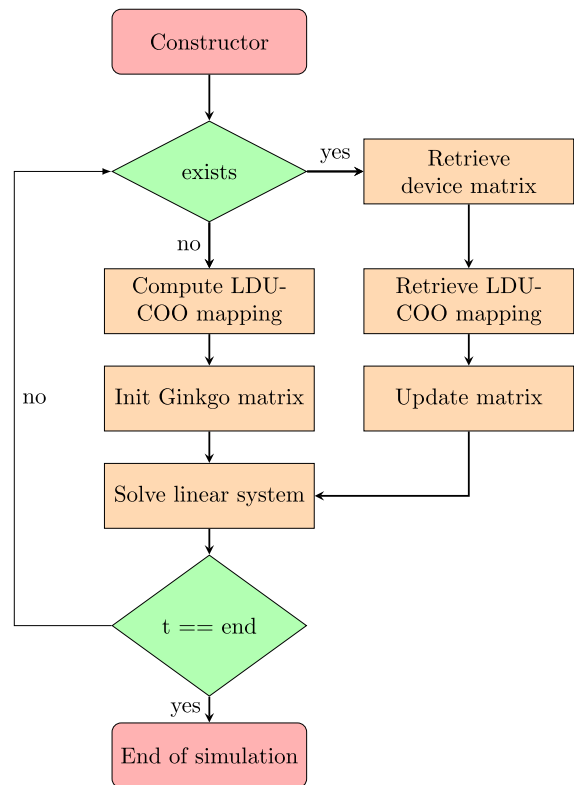 Constructor
exists
yes
Retrieve
device matrix
no
Compute LDU-
COO mapping
Retrieve LDU-
COO mapping
no
Init Ginkgo matrix
Update matrix
Solve linear system
t == end
yes
End of simulation